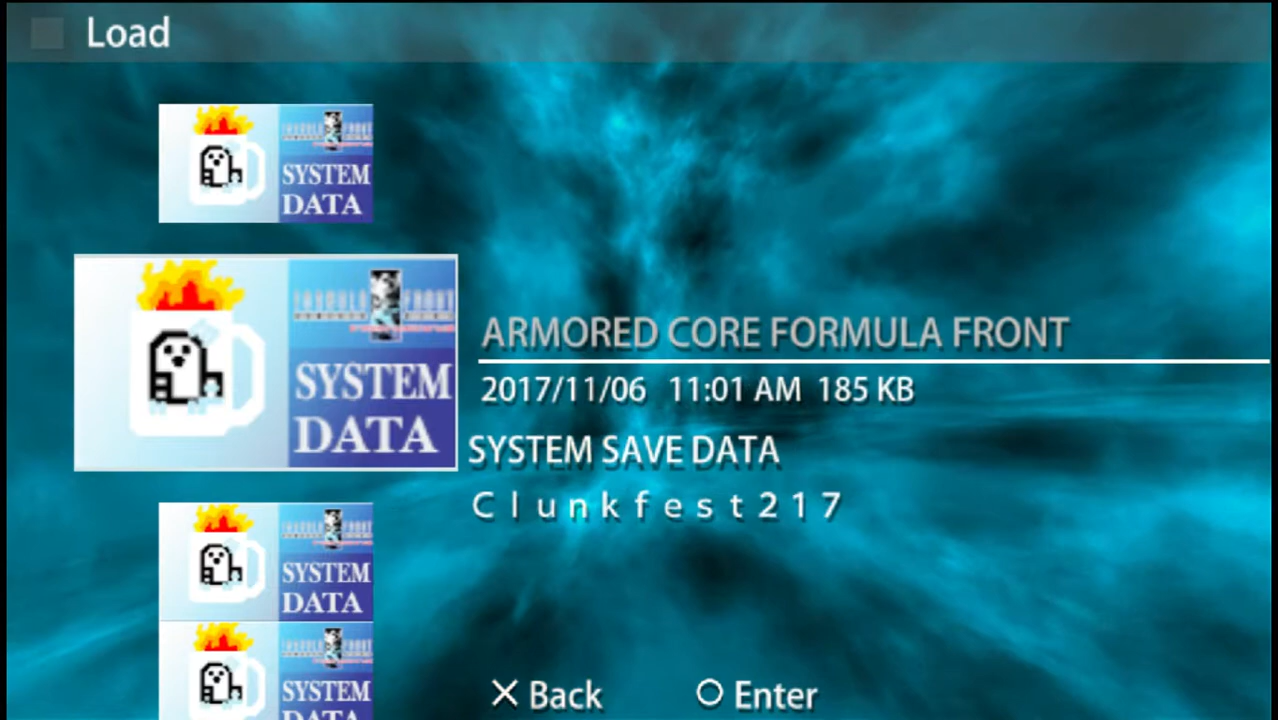 Load
SYSTEM
DATA
FRONT
SYSTEM
DATA
ARMORED CORE FORMULA FRONT
2017/11/06 11:01 AM 185 KB
SYSTEM SAVE DATA
Clunkfest217
SYSTEM
DATA
SYSTEM
DATA
Back
Enter